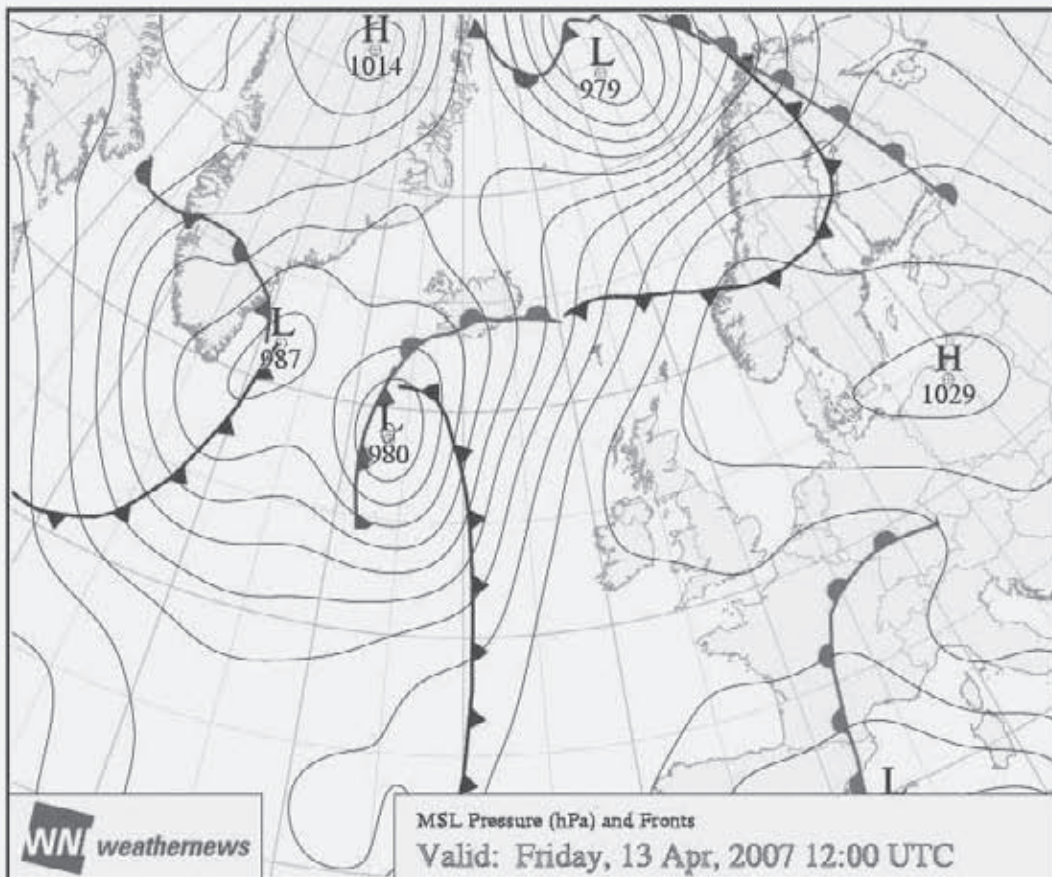 H
1014
L
979
L
987
H
1029
L
980
L
WNI weathernews
MSL Pressure (hPa) and Fronts
Valid: Friday, 13 Apr, 2007 12:00 UTC